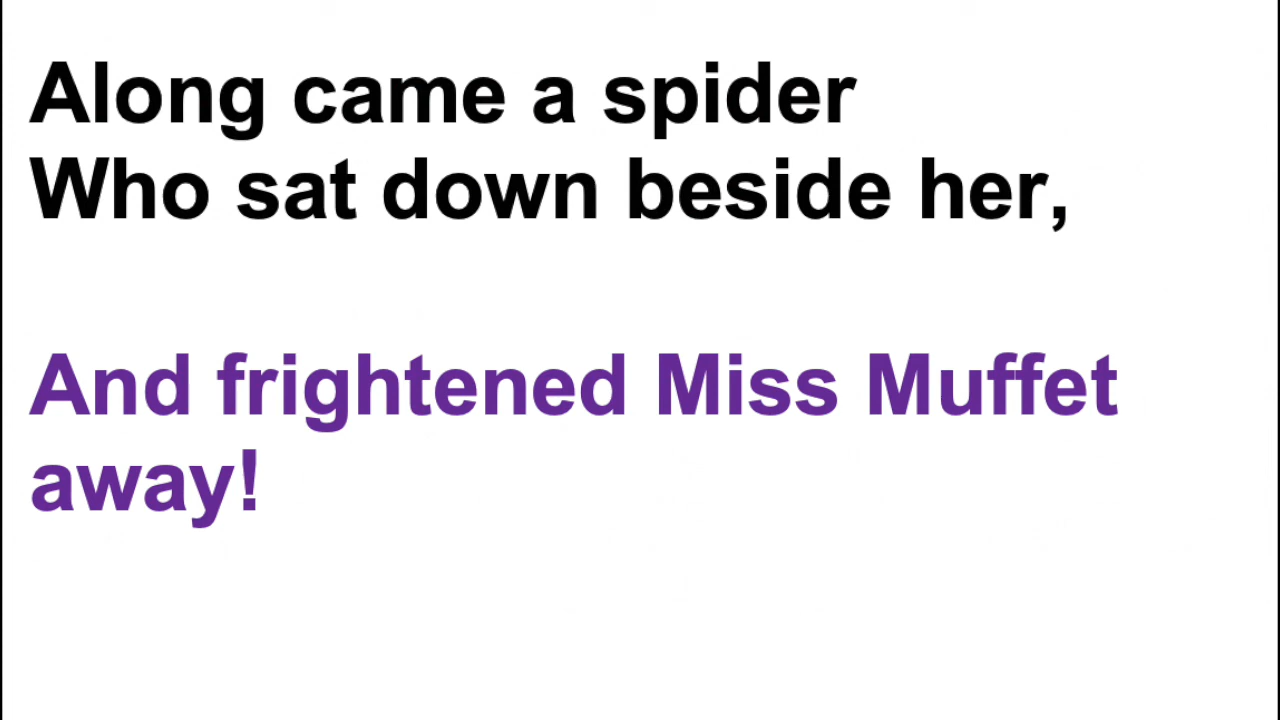 Along came a spider
Who sat down beside her,
And frightened Miss Muffet
away!